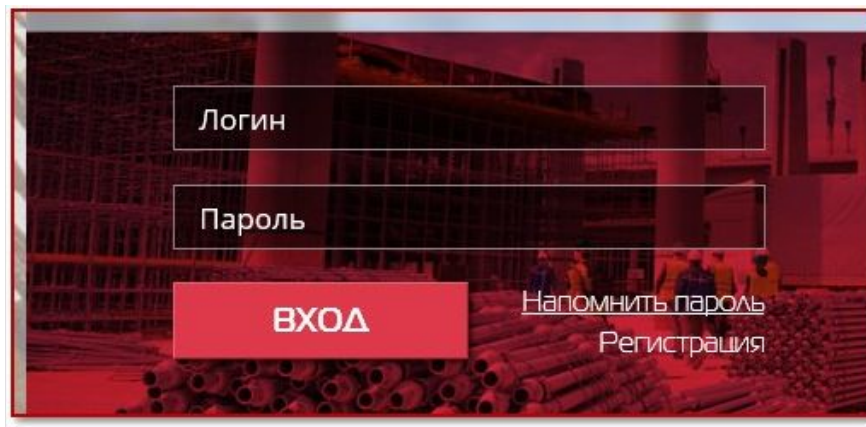 Логин
Пароль
ВХОД
Напомнить пароль
Регистрация